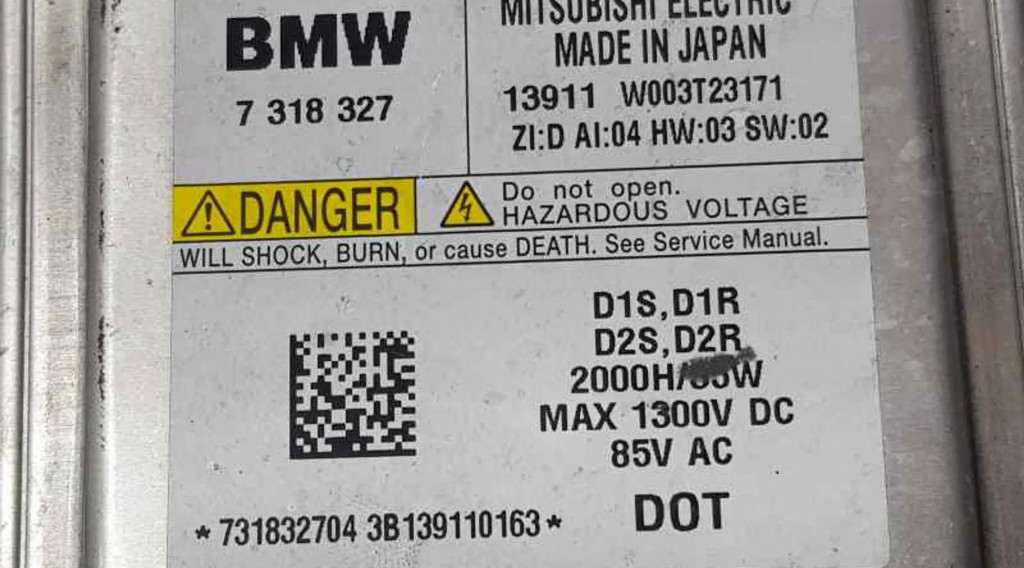 BMW
7 318 327
MITSUBISHI ELECTRIC
MADE IN JAPAN
13911 W003T23171
ZI:D AI:04 HW:03 SW:02
DANGER
Do not open.
HAZARDOUS VOLTAGE
WILL SHOCK, BURN, or cause DEATH. See Service Manual.
D1S,D1R
D2S,D2R
2000H/
MAX 1300V DC
85V AC
DOT
*731832704 3B139110163*